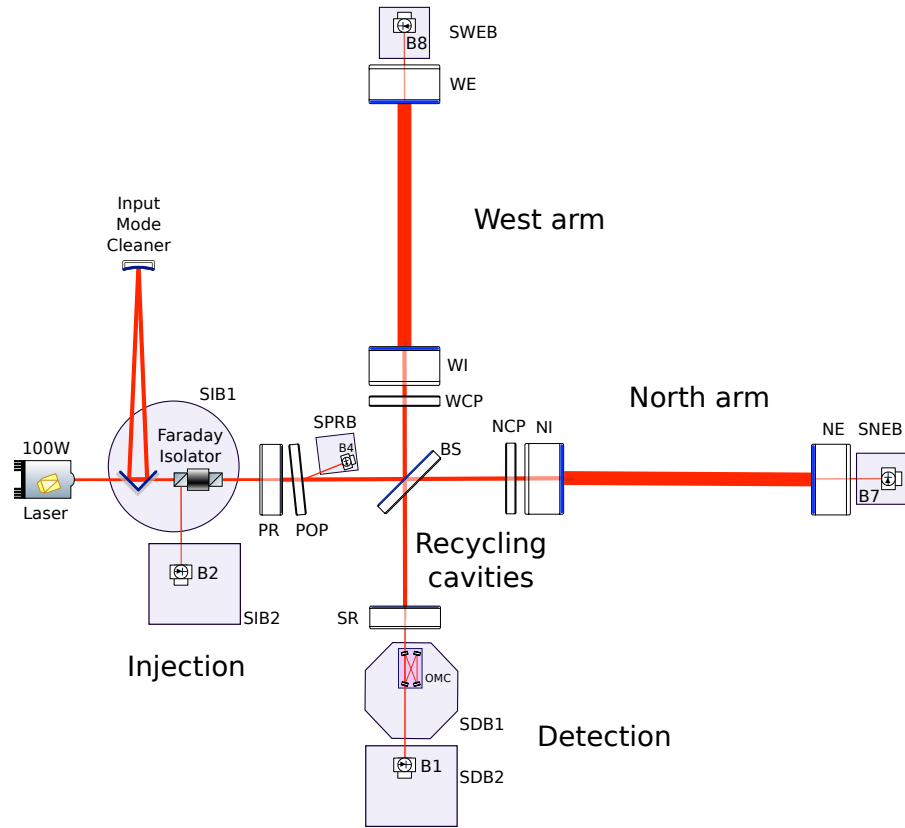 SWEB
B8
WE
Input
Mode
Cleaner
West arm
WI
SIB1
WCP
North arm
SPRB
NCP
NI
NE
SNEB
100W
Faraday
Isolator
B4
BS
B7
Laser
PR
POP
Recycling
cavities
B2
SIB2
SR
Injection
OMC
SDB1
Detection
B1
SDB2